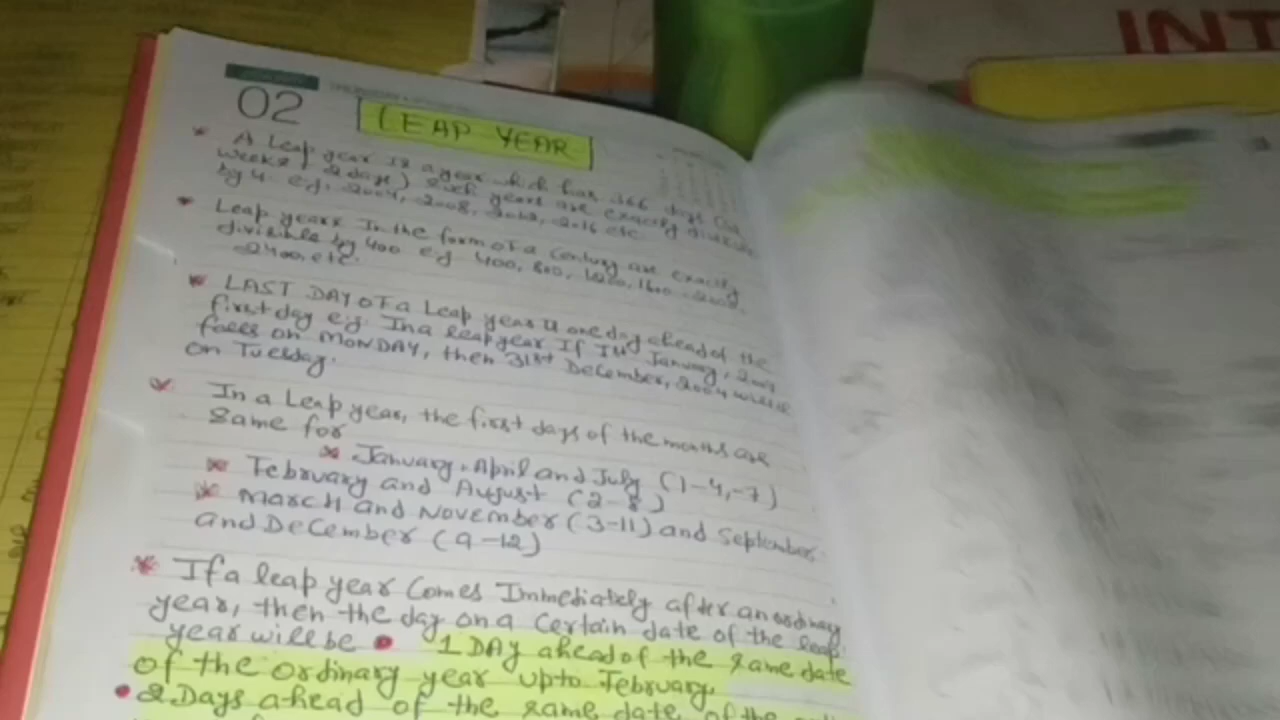 INT
02
LEAP YEAR
A Leap year is a year which has 366 days (
weeks 2 days) such years are exactly
by 4. e.g. 2004, 2008, 2012, 2016 etc
Leap years In the form of a Century are exactly
divisible by 400 e.g. 400, 800, 1200, 1600
2400, etc.
LAST DAY of a Leap year is one day ahead of the
first day e.g. In a leap year If 1st January, 2004
falls on MONDAY, then 31st December, 2004 will be
on Tuesday.
In a Leap year, the first days of the months are
Same for
January, April and July (1-4,-7)
February and August (2-8)
March and November (3-11) and September
and December (9-12)
If a leap year Comes Immediately after an ordinary
year, then the day on a Certain date of the leap
year will be 1 DAY ahead of the same date
of the ordinary year upto February.
2 Days ahead of the same date of the